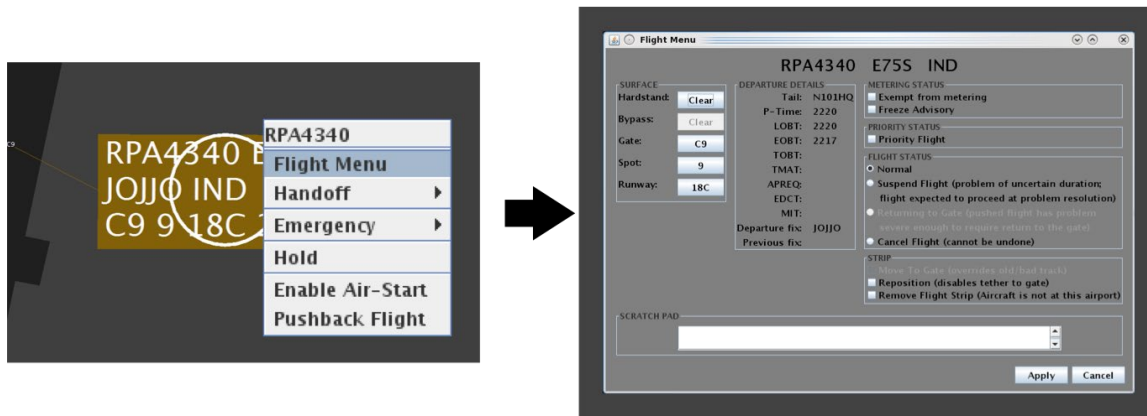 C9
RPA4340 E
JOJJO IND
C9 9 18C
RPA4340
Flight Menu
Handoff
Emergency
Hold
Enable Air-Start
Pushback Flight
Flight Menu
RPA4340 E75S IND
SURFACE
Hardstand: Clear
Bypass: Clear
Gate: C9
Spot: 9
Runway: 18C
DEPARTURE DETAILS
Tail: N101HQ
P-Time: 2220
LOBT: 2220
EOBT: 2217
TOBT:
TMAT:
APREQ:
EDCT:
MIT:
Departure fix: JOJJO
Previous fix:
METERING STATUS
Exempt from metering
Freeze Advisory
PRIORITY STATUS
Priority Flight
FLIGHT STATUS
Normal
Suspend Flight (problem of uncertain duration;
flight expected to proceed at problem resolution)
Returning to Gate (pushed flight has problem
severe enough to require return to the gate)
Cancel Flight (cannot be undone)
STRIP
Move To Gate (overrides old/bad track)
Reposition (disables tether to gate)
Remove Flight Strip (Aircraft is not at this airport)
SCRATCH PAD
Apply Cancel